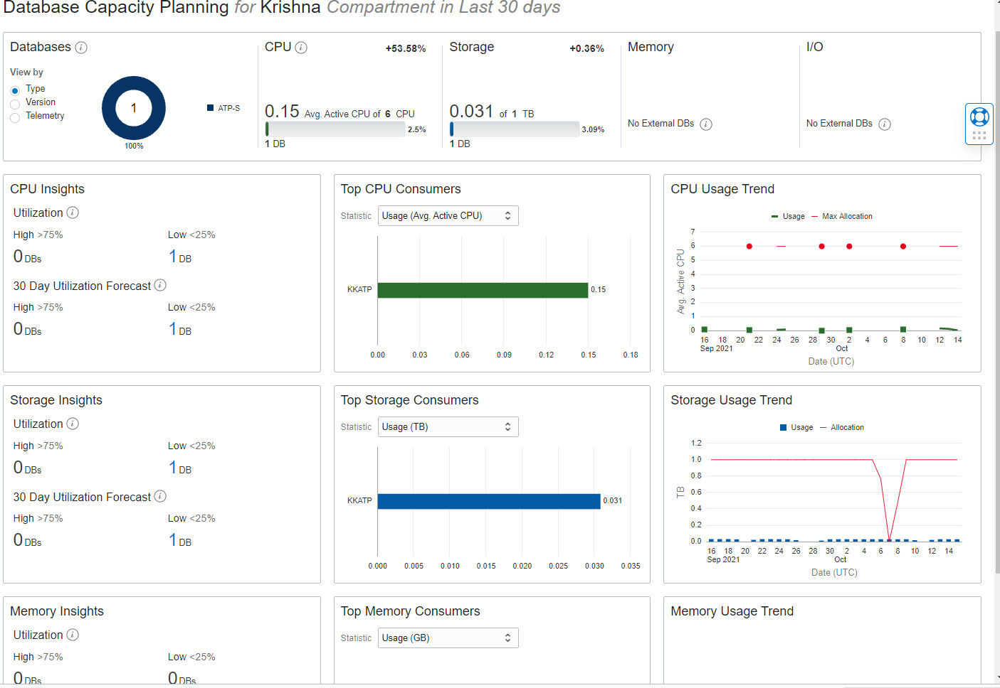 Database Capacity Planning for Krishna Compartment in Last 30 days
Databases
View by
Type
Version
Telemetry
1
100%
ATP-S
CPU
+53.58%
0.15 Avg. Active CPU of 6 CPU
2.5%
1 DB
Storage
+0.36%
0.031 of 1 TB
3.09%
1 DB
Memory
No External DBs
I/O
No External DBs
CPU Insights
Utilization
High >75%
Low <25%
0 DBs
1 DB
30 Day Utilization Forecast
High >75%
Low <25%
0 DBs
1 DB
Top CPU Consumers
Statistic
Usage (Avg. Active CPU)
KKATP
0.15
0.00 0.03 0.06 0.09 0.12 0.15 0.18
CPU Usage Trend
Usage
Max Allocation
Avg. Active CPU
7
6
5
4
3
2
1
0
16 18 20 22 24 26 28 30 2 4 6 8 10 12 14
Sep 2021
Oct
Date (UTC)
Storage Insights
Utilization
High >75%
Low <25%
0 DBs
1 DB
30 Day Utilization Forecast
High >75%
Low <25%
0 DBs
1 DB
Top Storage Consumers
Statistic
Usage (TB)
KKATP
0.031
0.000 0.005 0.010 0.015 0.020 0.025 0.030 0.035
Storage Usage Trend
Usage
Allocation
TB
1.2
1.0
0.8
0.6
0.4
0.2
0.0
16 18 20 22 24 26 28 30 2 4 6 8 10 12 14
Sep 2021
Oct
Date (UTC)
Memory Insights
Utilization
High >75%
Low <25%
0 DBs
0 DBs
Top Memory Consumers
Statistic
Usage (GB)
Memory Usage Trend